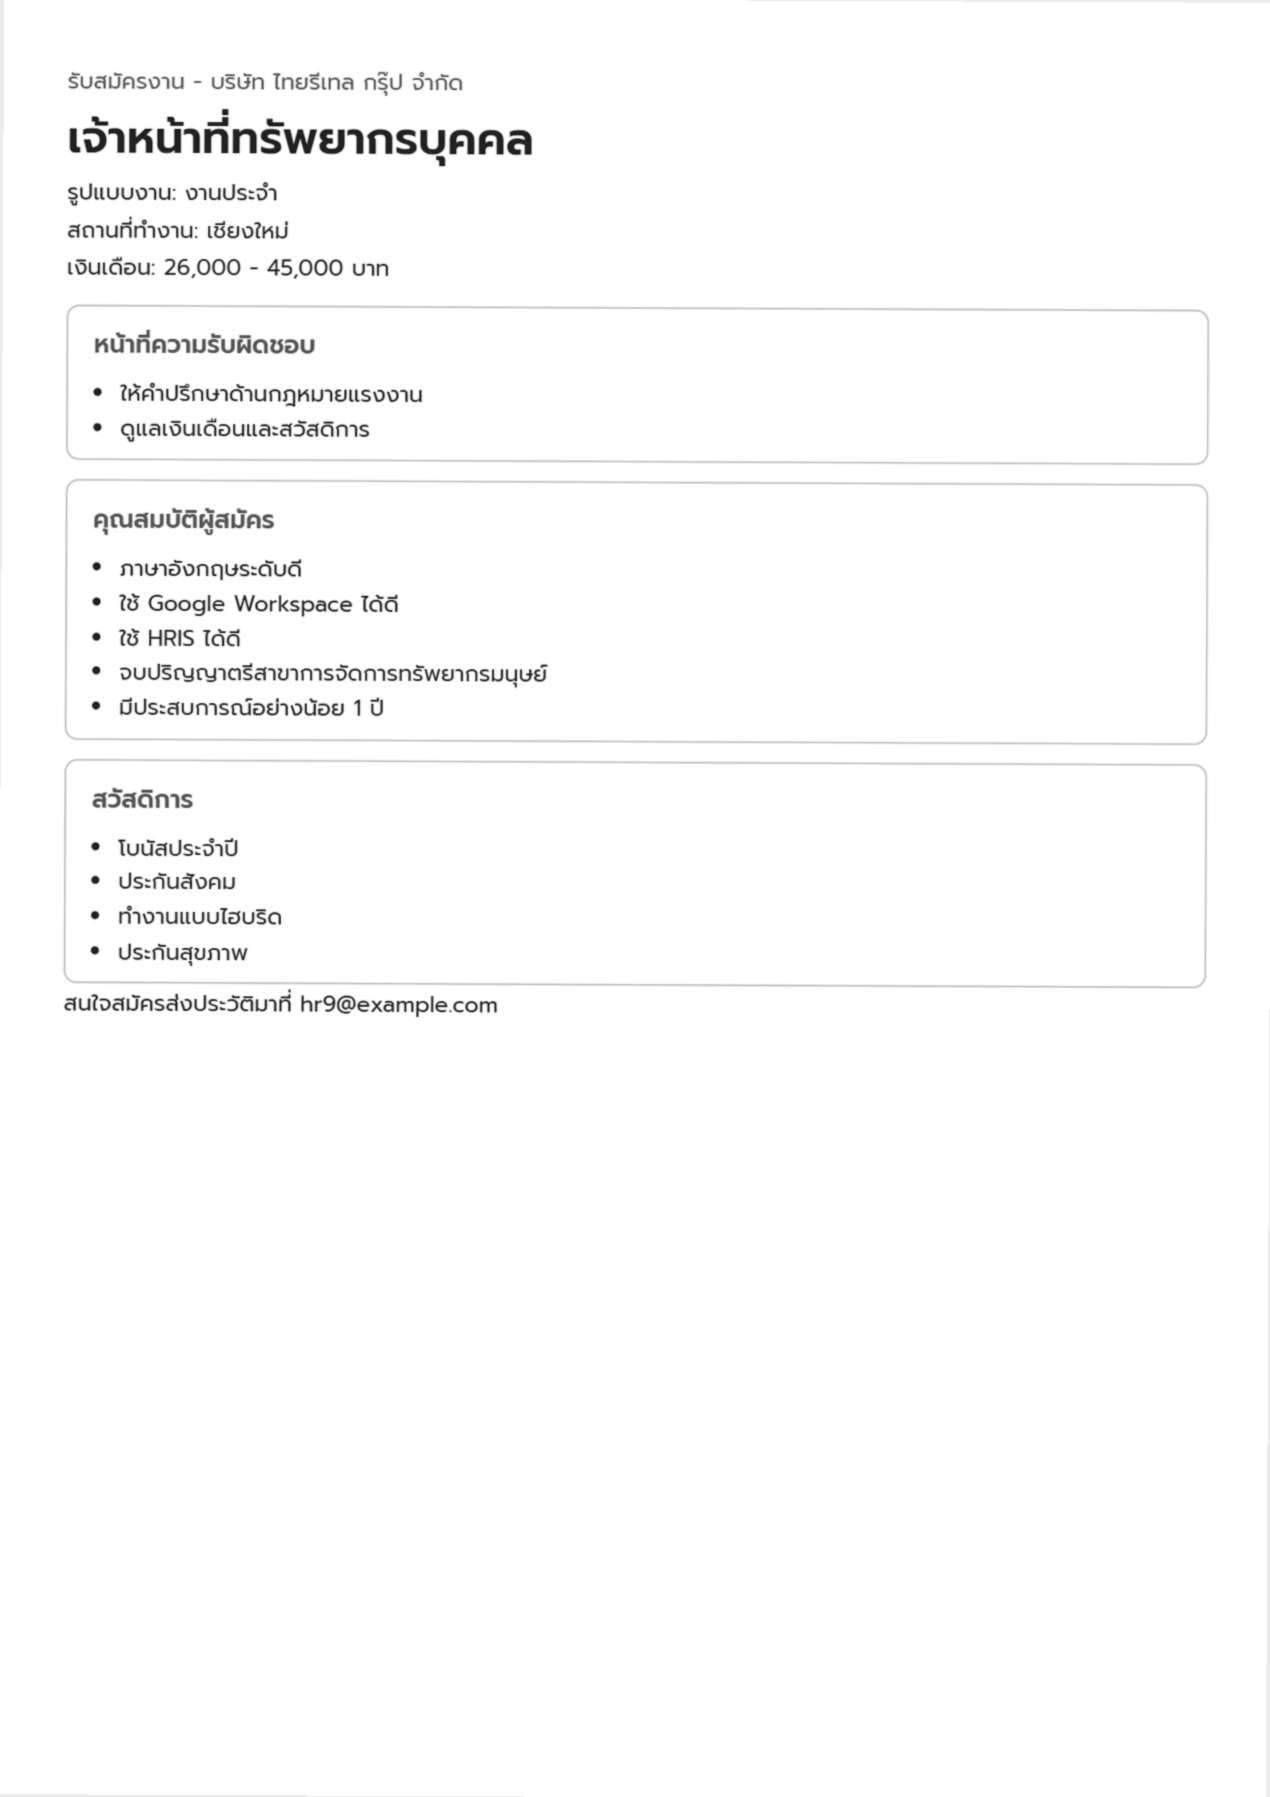 รับสมัครงาน - บริษัท ไทยรีเทล กรุ๊ป จำกัด
เจ้าหน้าที่ทรัพยากรบุคคล
รูปแบบงาน: งานประจำ
สถานที่ทำงาน: เชียงใหม่
เงินเดือน: 26,000 - 45,000 บาท
หน้าที่ความรับผิดชอบ
• ให้คำปรึกษาด้านกฎหมายแรงงาน
• ดูแลเงินเดือนและสวัสดิการ
คุณสมบัติผู้สมัคร
• ภาษาอังกฤษระดับดี
• ใช้ Google Workspace ได้ดี
• ใช้ HRIS ได้ดี
• จบปริญญาตรีสาขาการจัดการทรัพยากรมนุษย์
• มีประสบการณ์อย่างน้อย 1 ปี
สวัสดิการ
• โบนัสประจำปี
• ประกันสังคม
• ทำงานแบบไฮบริด
• ประกันสุขภาพ
สนใจสมัครส่งประวัติมาที่ hr9@example.com